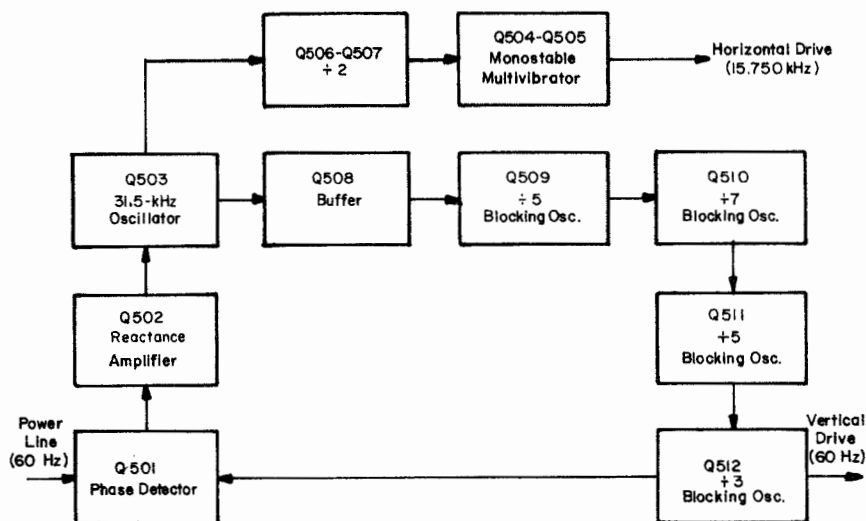 Q506-Q507
÷2
Q504-Q505
Monostable
Multivibrator
Horizontal Drive
(15.750 kHz)
Q503
31.5-kHz
Oscillator
Q508
Buffer
Q509
÷5
Blocking Osc.
Q510
÷7
Blocking Osc.
Q502
Reactance
Amplifier
Q511
÷5
Blocking Osc.
Power
Line
(60 Hz)
Q501
Phase Detector
Q512
÷3
Blocking Osc.
Vertical
Drive
(60 Hz)